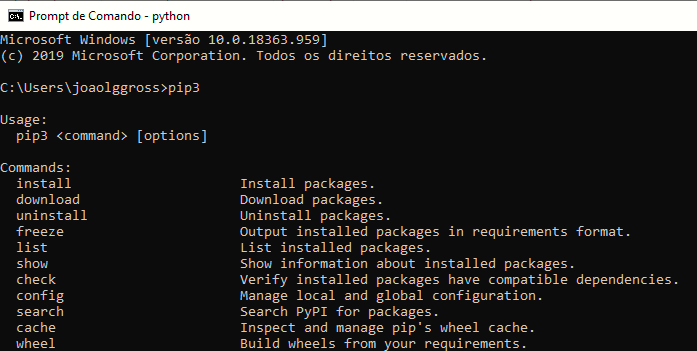 Prompt de Comando - python
Microsoft Windows [versão 10.0.18363.959]
(c) 2019 Microsoft Corporation. Todos os direitos reservados.
C:\Users\joaolggross>pip3
Usage:
pip3 <command> [options]
Commands:
install Install packages.
download Download packages.
uninstall Uninstall packages.
freeze Output installed packages in requirements format.
list List installed packages.
show Show information about installed packages.
check Verify installed packages have compatible dependencies.
config Manage local and global configuration.
search Search PyPI for packages.
cache Inspect and manage pip's wheel cache.
wheel Build wheels from your requirements.